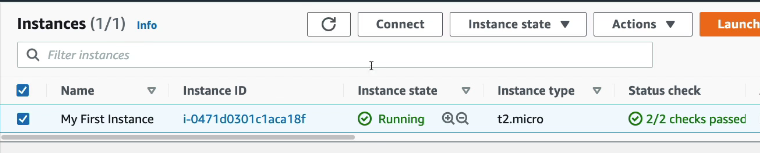 Instances (1/1) Info Connect Instance state Actions Launch
Filter instances
Name Instance ID Instance state Instance type Status check
My First Instance i-0471d0301c1aca18f Running t2.micro 2/2 checks passed